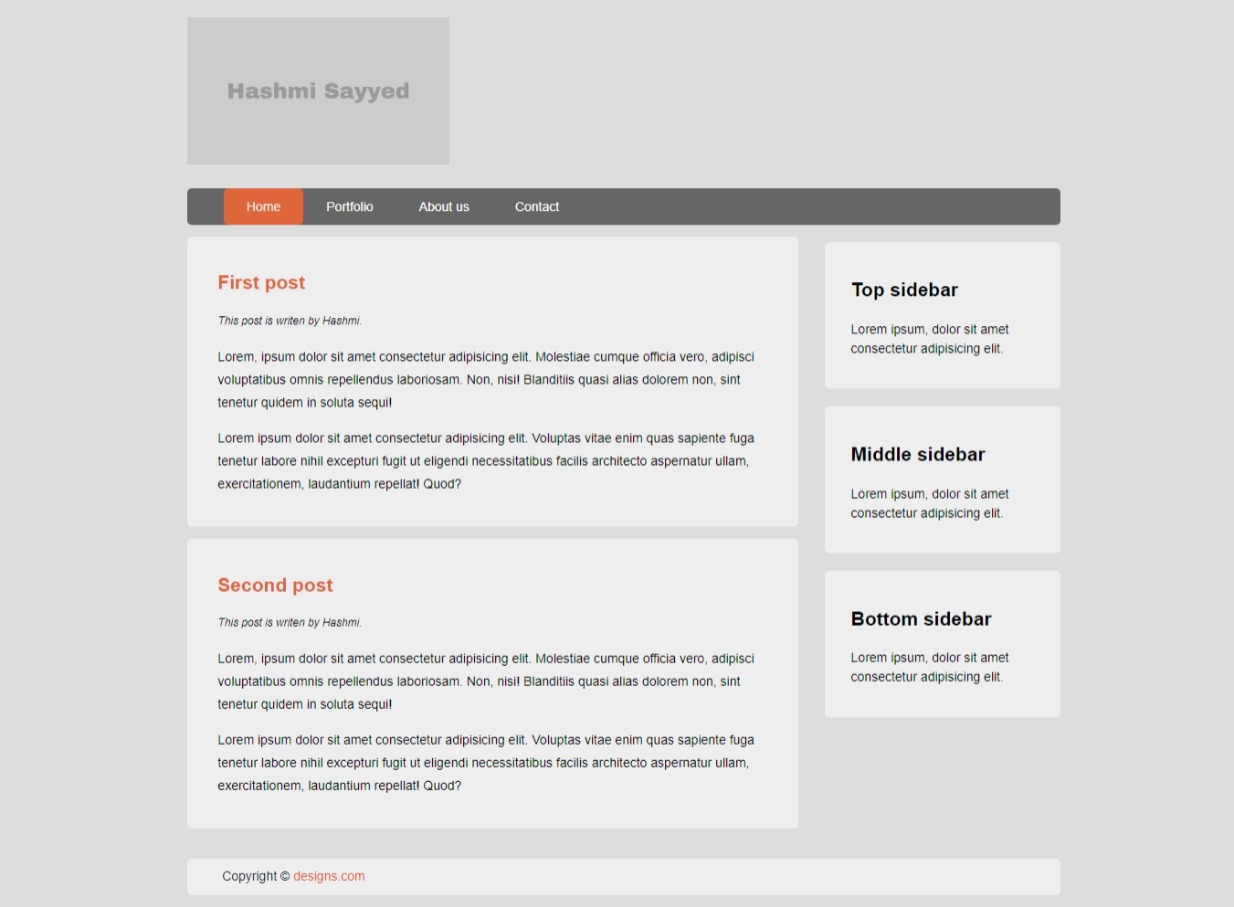 Hashmi Sayyed
Home Portfolio About us Contact
First post
This post is writen by Hashmi.
Lorem, ipsum dolor sit amet consectetur adipisicing elit. Molestiae cumque officia vero, adipisci
voluptatibus omnis repellendus laboriosam. Non, nisi! Blanditiis quasi alias dolorem non, sint
tenetur quidem in soluta sequi!
Lorem ipsum dolor sit amet consectetur adipisicing elit. Voluptas vitae enim quas sapiente fuga
tenetur labore nihil excepturi fugit ut eligendi necessitatibus facilis architecto aspernatur ullam,
exercitationem, laudantium repellat! Quod?
Second post
This post is writen by Hashmi.
Lorem, ipsum dolor sit amet consectetur adipisicing elit. Molestiae cumque officia vero, adipisci
voluptatibus omnis repellendus laboriosam. Non, nisi! Blanditiis quasi alias dolorem non, sint
tenetur quidem in soluta sequi!
Lorem ipsum dolor sit amet consectetur adipisicing elit. Voluptas vitae enim quas sapiente fuga
tenetur labore nihil excepturi fugit ut eligendi necessitatibus facilis architecto aspernatur ullam,
exercitationem, laudantium repellat! Quod?
Top sidebar
Lorem ipsum, dolor sit amet
consectetur adipisicing elit.
Middle sidebar
Lorem ipsum, dolor sit amet
consectetur adipisicing elit.
Bottom sidebar
Lorem ipsum, dolor sit amet
consectetur adipisicing elit.
Copyright © designs.com